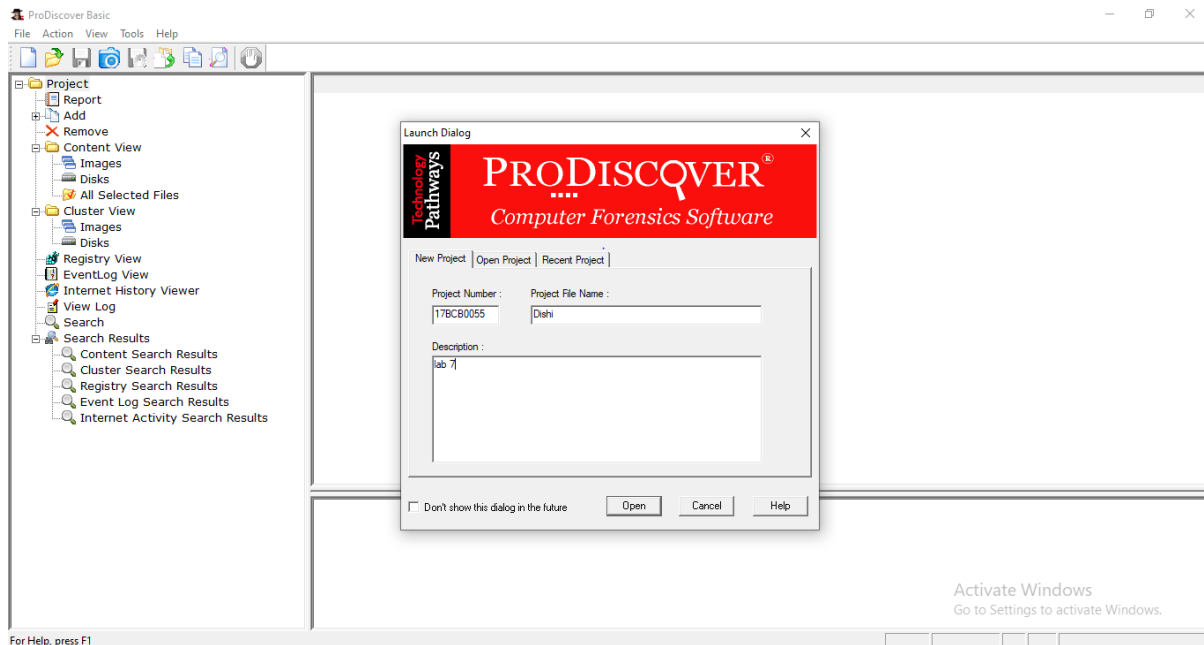 ProDiscover Basic
File Action View Tools Help
Project
Report
Add
Remove
Content View
Images
Disks
All Selected Files
Cluster View
Images
Disks
Registry View
EventLog View
Internet History Viewer
View Log
Search
Search Results
Content Search Results
Cluster Search Results
Registry Search Results
Event Log Search Results
Internet Activity Search Results
Launch Dialog
Technology
Pathways
PRODISCOVER®
Computer Forensics Software
New Project Open Project Recent Project
Project Number : Project File Name :
17BCB0055 Dishi
Description :
lab 7
Don't show this dialog in the future Open Cancel Help
Activate Windows
Go to Settings to activate Windows.
For Help, press F1